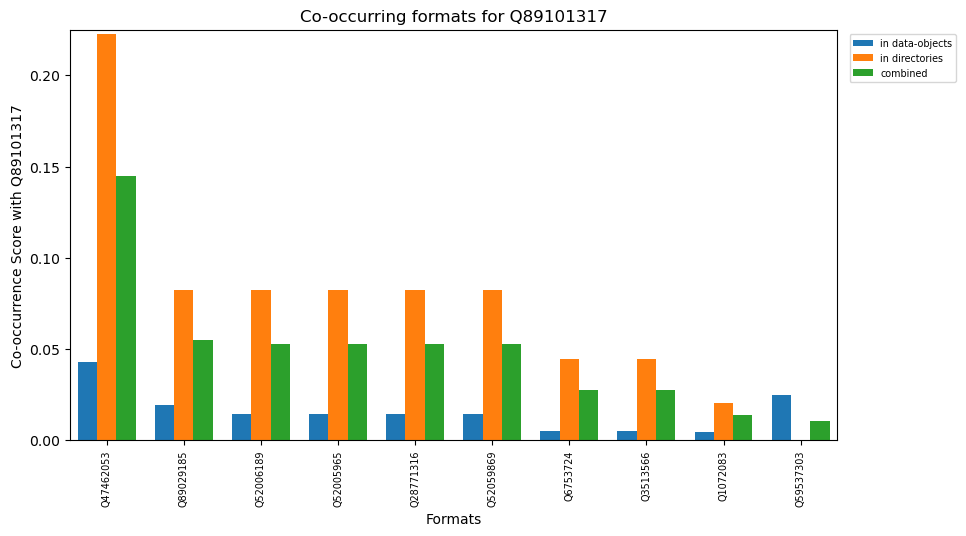 Co-occurring formats for Q89101317
in data-objects
in directories
combined
Co-occurrence Score with Q89101317
0.20
0.15
0.10
0.05
0.00
Q47462053
Q89029185
Q52006189
Q52005965
Q28771316
Q52059869
Q6753724
Q3513566
Q1072083
Q59537303
Formats